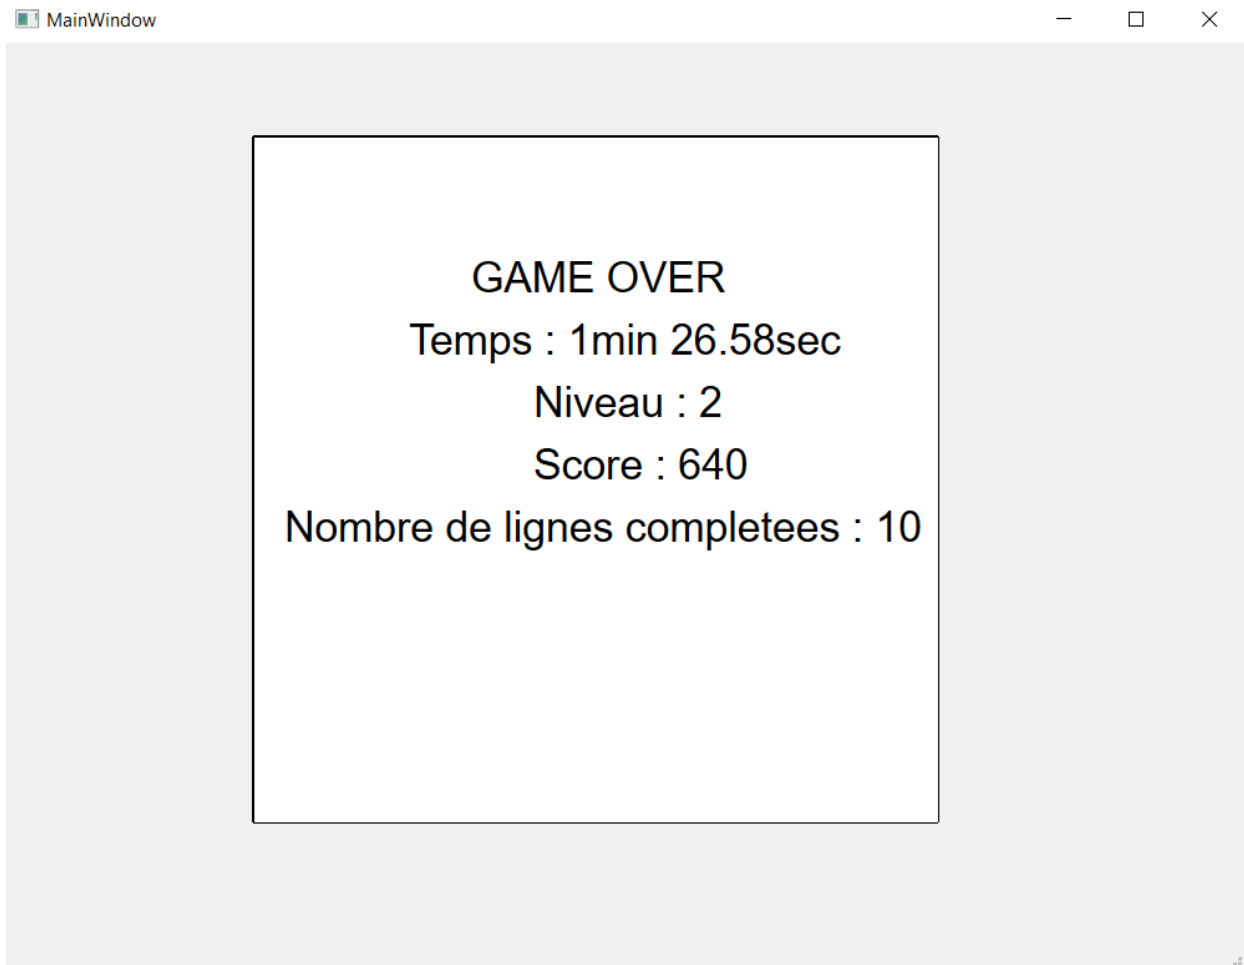 MainWindow
GAME OVER
Temps : 1min 26.58sec
Niveau : 2
Score : 640
Nombre de lignes completees : 10